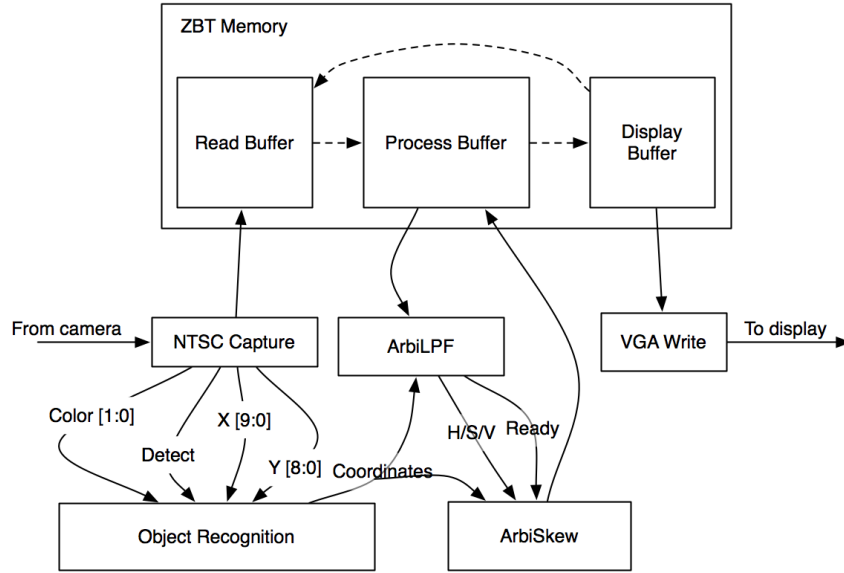 ZBT Memory
Read Buffer
Process Buffer
Display
Buffer
From camera
NTSC Capture
ArbiLPF
VGA Write
To display
Color [1:0]
X [9:0]
Detect
Y [8:0]
H/S/V
Ready
Coordinates
Object Recognition
ArbiSkew